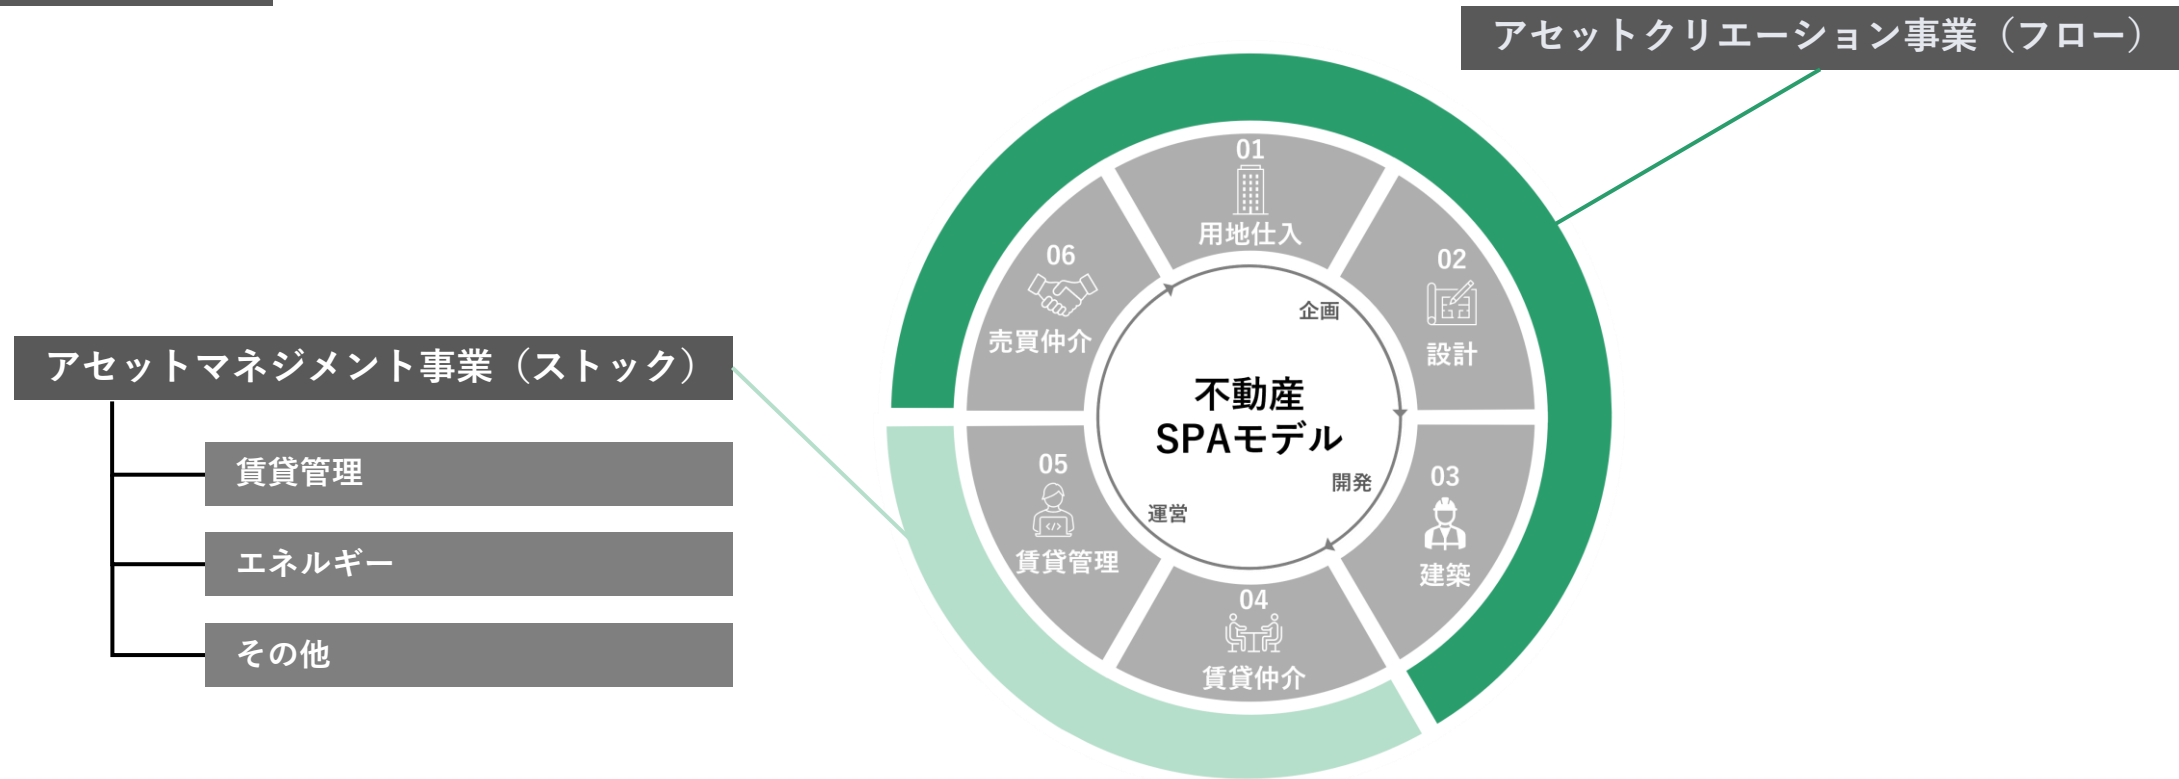 アセットクリエーション事業（フロー）
01
用地仕入
02
設計
03
建築
04
賃貸仲介
05
賃貸管理
06
売買仲介
企画
開発
運営
不動産
SPAモデル
アセットマネジメント事業（ストック）
賃貸管理
エネルギー
その他